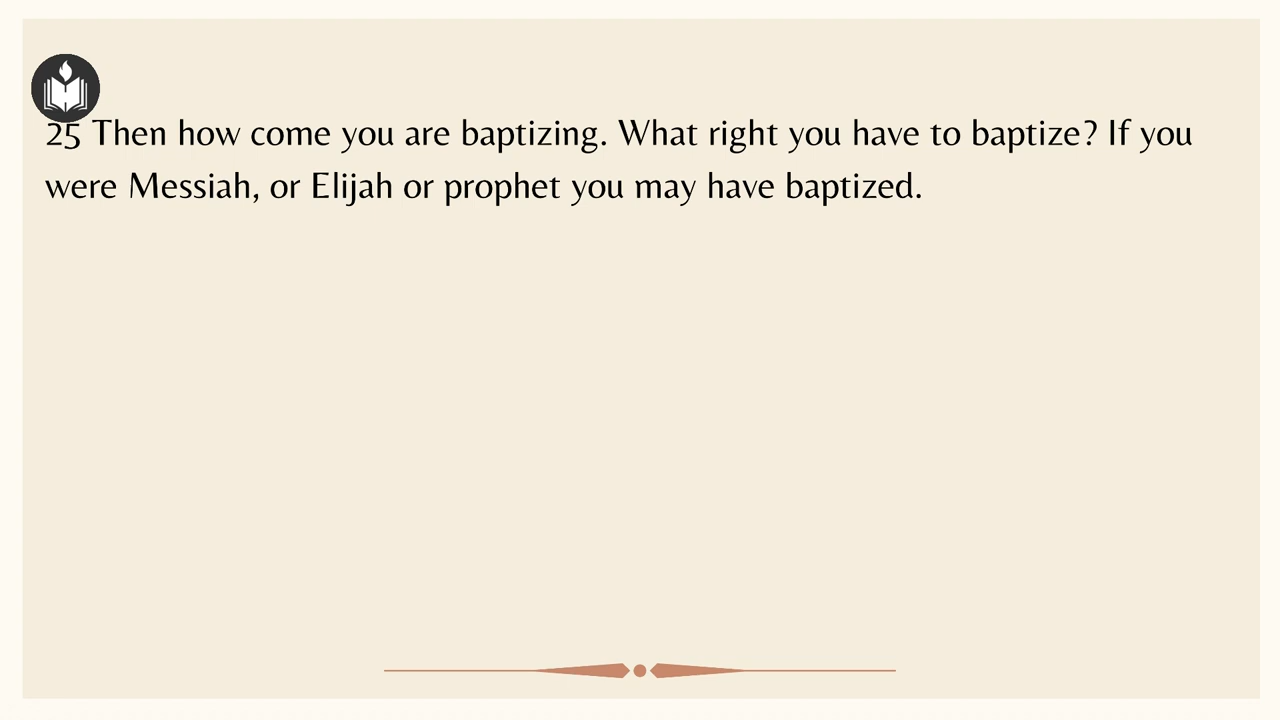 25 Then how come you are baptizing. What right you have to baptize? If you
were Messiah, or Elijah or prophet you may have baptized.